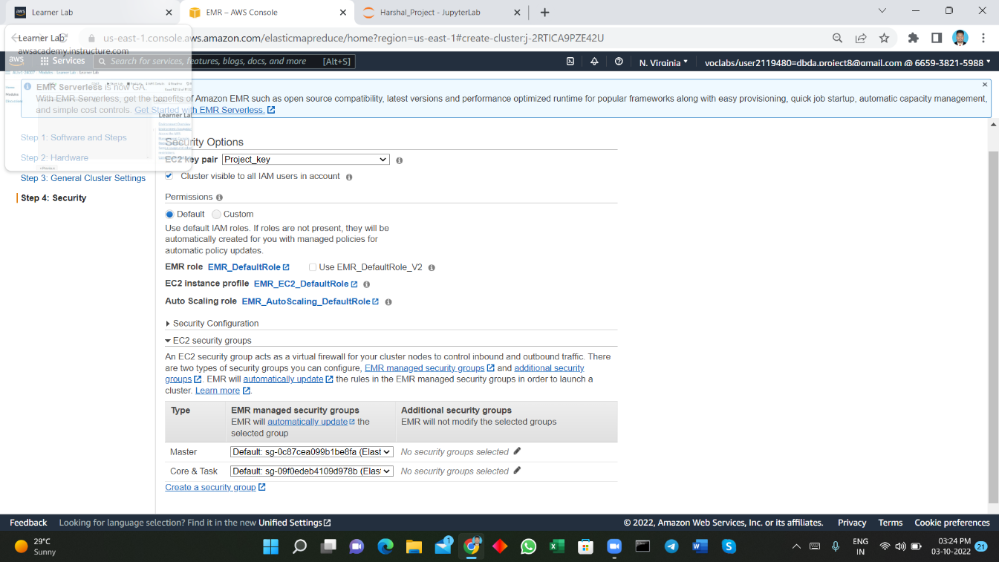 Learner Lab
EMR – AWS Console
Harshal_Project - JupyterLab
Learner Lab
awsacademy.instructure.com
us-east-1.console.aws.amazon.com/elasticmapreduce/home?region=us-east-1#create-cluster:j-2RTICA9PZE42U
aws
Services
Search for services, features, blogs, docs, and more
[Alt+S]
N. Virginia
voclabs/user2119480=dbda.project8@gmail.com @ 6659-3821-5988
EMR Serverless is now GA.
With EMR Serverless, get the benefits of Amazon EMR such as open source compatibility, latest versions and performance optimized runtime for popular frameworks along with easy provisioning, quick job startup, automatic capacity management,
and simple cost controls. Get Started with EMR Serverless.
Learner Lab
Step 1: Software and Steps
Step 2: Hardware
Step 3: General Cluster Settings
Step 4: Security
Security Options
EC2 key pair Project_key
Cluster visible to all IAM users in account
Permissions
Default Custom
Use default IAM roles. If roles are not present, they will be
automatically created for you with managed policies for
automatic policy updates.
EMR role EMR_DefaultRole Use EMR_DefaultRole_V2
EC2 instance profile EMR_EC2_DefaultRole
Auto Scaling role EMR_AutoScaling_DefaultRole
Security Configuration
EC2 security groups
An EC2 security group acts as a virtual firewall for your cluster nodes to control inbound and outbound traffic. There
are two types of security groups you can configure, EMR managed security groups and additional security
groups. EMR will automatically update the rules in the EMR managed security groups in order to launch a
cluster. Learn more.
Type
EMR managed security groups
EMR will automatically update the
selected group
Additional security groups
EMR will not modify the selected groups
Master Default: sg-0c87cea099b1be8fa (Elast No security groups selected
Core & Task Default: sg-09f0edeb4109d978b (Elas No security groups selected
Create a security group
Feedback Looking for language selection? Find it in the new Unified Settings
© 2022, Amazon Web Services, Inc. or its affiliates. Privacy Terms Cookie preferences
29°C
Sunny
1
ENG
IN
03:24 PM
03-10-2022
21